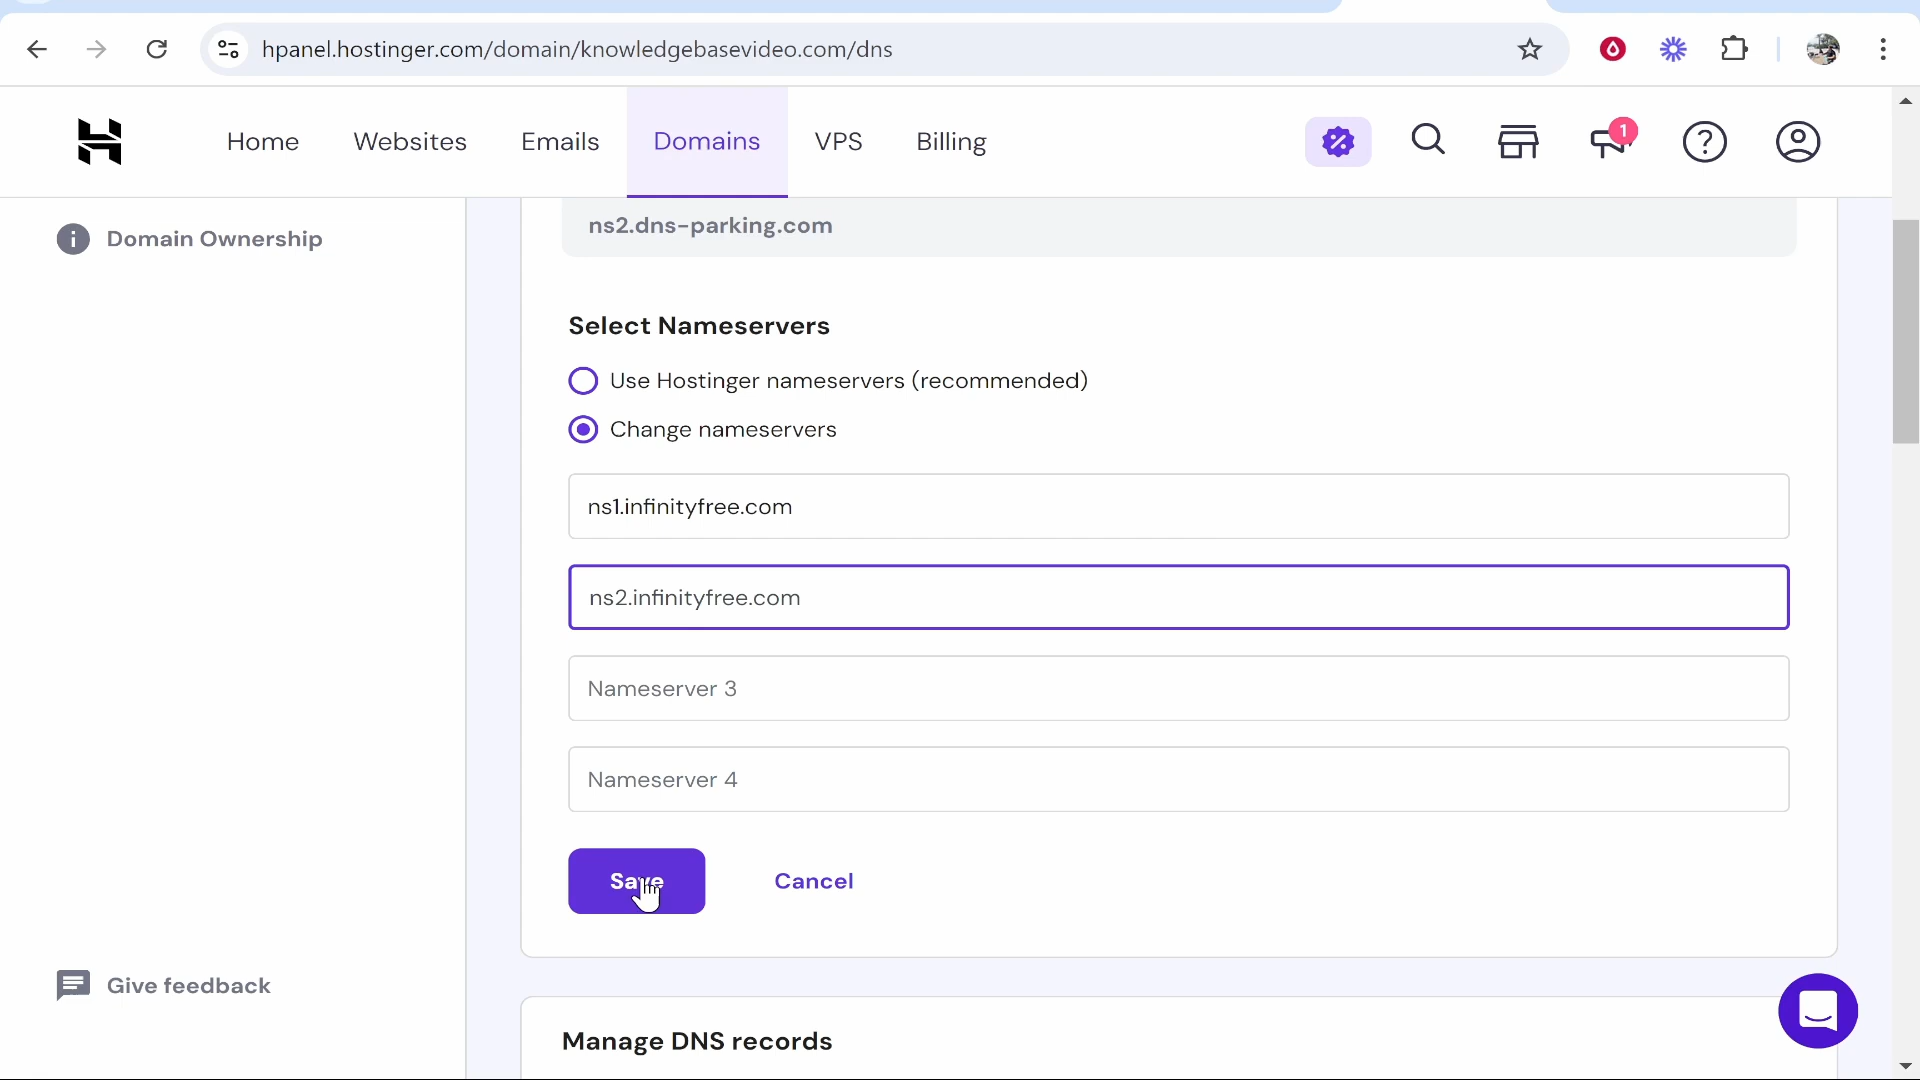 hpanel.hostinger.com/domain/knowledgebasevideo.com/dns
Home Websites Emails Domains VPS Billing 1
Domain Ownership
ns2.dns-parking.com
Select Nameservers
Use Hostinger nameservers (recommended)
Change nameservers
ns1.infinityfree.com
ns2.infinityfree.com
Nameserver 3
Nameserver 4
Save Cancel
Give feedback
Manage DNS records